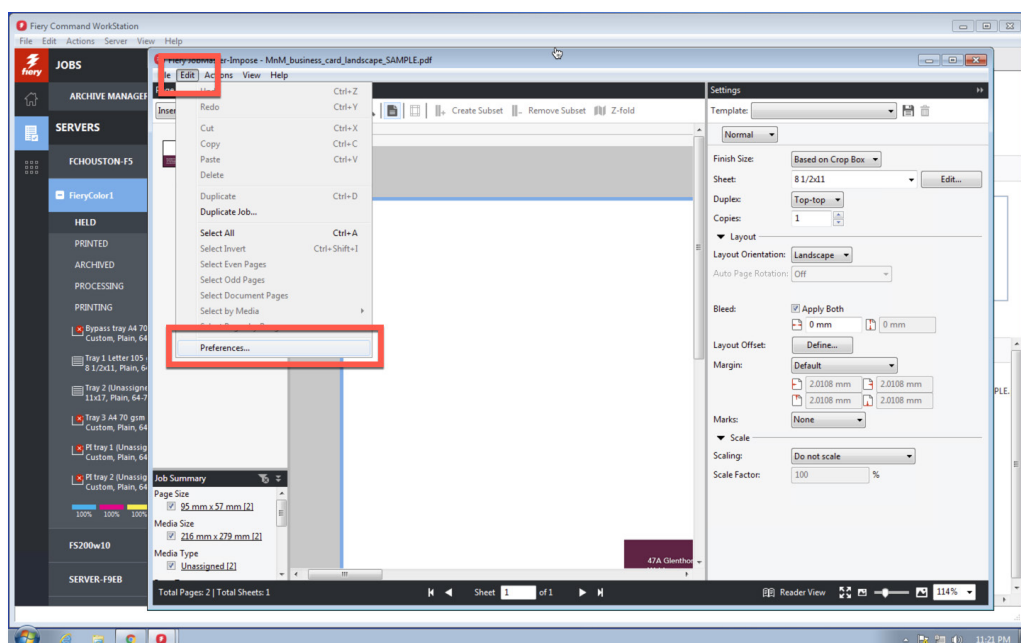 Fiery Command WorkStation
File Edit Actions Server View Help
fiery
JOBS
ARCHIVE MANAGER
SERVERS
FCHOUSTON-F5
FieryColor1
HELD
PRINTED
ARCHIVED
PROCESSING
PRINTING
Bypass tray A4 70
Custom, Plain, 64
Tray 1 Letter 105
8 1/2x11, Plain, 64
Tray 2 (Unassigne
11x17, Plain, 64-7
Tray 3 A4 70 gsm
Custom, Plain, 64
PI tray 1 (Unassig
Custom, Plain, 64
PI tray 2 (Unassig
Custom, Plain, 64
100% 100% 100%
FS200w10
SERVER-F9EB
Fiery JobMaster-Impose - MnM_business_card_landscape_SAMPLE.pdf
File Edit Actions View Help
Redo Ctrl+Y
Ctrl+Z
Cut Ctrl+X
Copy Ctrl+C
Paste Ctrl+V
Delete
Duplicate Ctrl+D
Duplicate Job...
Select All Ctrl+A
Select Invert Ctrl+Shift+I
Select Even Pages
Select Odd Pages
Select Document Pages
Select by Media
Preferences...
Create Subset Remove Subset Z-fold
47A Glenthor
Job Summary
Page Size
95 mm x 57 mm [2]
Media Size
216 mm x 279 mm [2]
Media Type
Unassigned [2]
Total Pages: 2 | Total Sheets: 1
Sheet 1 of 1
Reader View
114%
Settings
Template:
Normal
Finish Size: Based on Crop Box
Sheet: 8 1/2x11 Edit...
Duplex: Top-top
Copies: 1
Layout
Layout Orientation: Landscape
Auto Page Rotation: Off
Bleed: Apply Both
0 mm 0 mm
Layout Offset: Define...
Margin: Default
2.0108 mm 2.0108 mm
2.0108 mm 2.0108 mm
Marks: None
Scale
Scaling: Do not scale
Scale Factor: 100 %
PLE.
11:21 PM